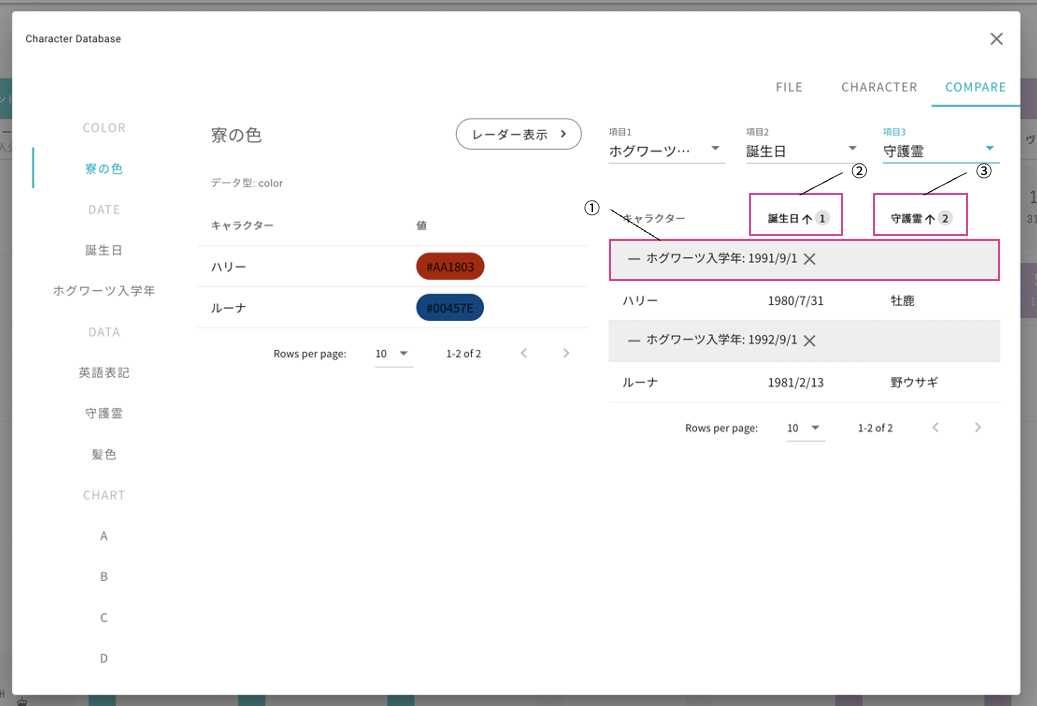 Character Database
FILE
CHARACTER
COMPARE
COLOR
寮の色
DATE
誕生日
ホグワーツ入学年
DATA
英語表記
守護霊
髪色
CHART
A
B
C
D
寮の色
レーダー表示
データ型: color
キャラクター 値
ハリー #AA1803
ルーナ #00457E
Rows per page: 10 1-2 of 2
項目1 項目2 項目3
ホグワーツ… 誕生日 守護霊
① ② ③
キャラクター 誕生日 ↑ 1 守護霊 ↑ 2
ホグワーツ入学年: 1991/9/1
ハリー 1980/7/31 牡鹿
ホグワーツ入学年: 1992/9/1
ルーナ 1981/2/13 野ウサギ
Rows per page: 10 1-2 of 2